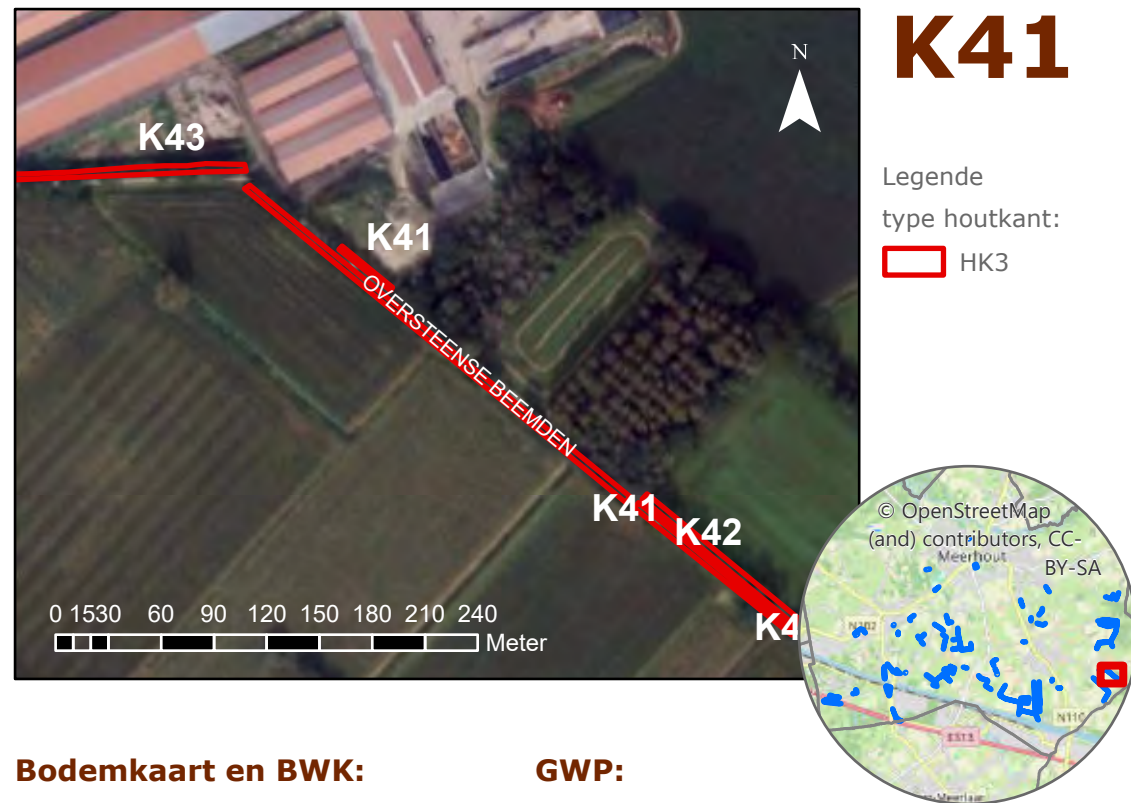 K41
N
K43
Legende
type houtkant:
HK3
K41
OVERSTEENSE BEEMDEN
K41
K42
K4
© OpenStreetMap
(and) contributors, CC-
BY-SA
Meerhout
N102
N110
E313
0 1530 60 90 120 150 180 210 240
Meter
Bodemkaart en BWK:
GWP: